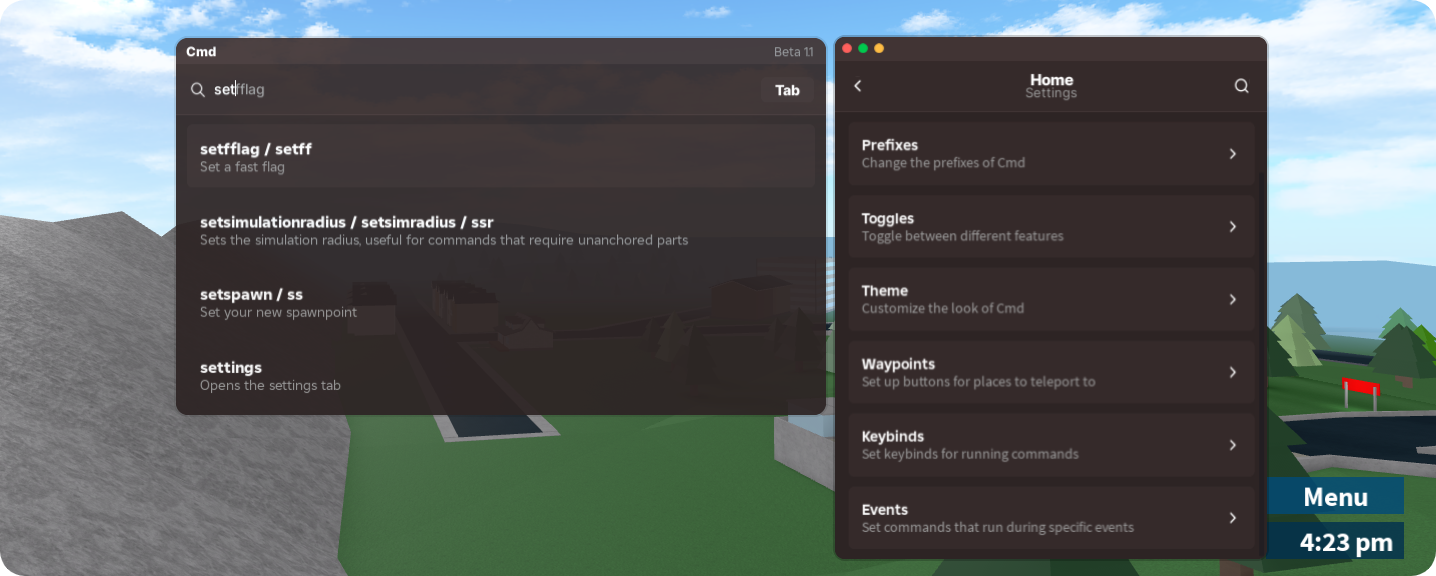 Cmd
Beta 1.1
setfflag
Tab
setfflag / setff
Set a fast flag
setsimulationradius / setsimradius / ssr
Sets the simulation radius, useful for commands that require unanchored parts
setspawn / ss
Set your new spawnpoint
settings
Opens the settings tab
Home
Settings
Prefixes
Change the prefixes of Cmd
Toggles
Toggle between different features
Theme
Customize the look of Cmd
Waypoints
Set up buttons for places to teleport to
Keybinds
Set keybinds for running commands
Events
Set commands that run during specific events
Menu
4:23 pm